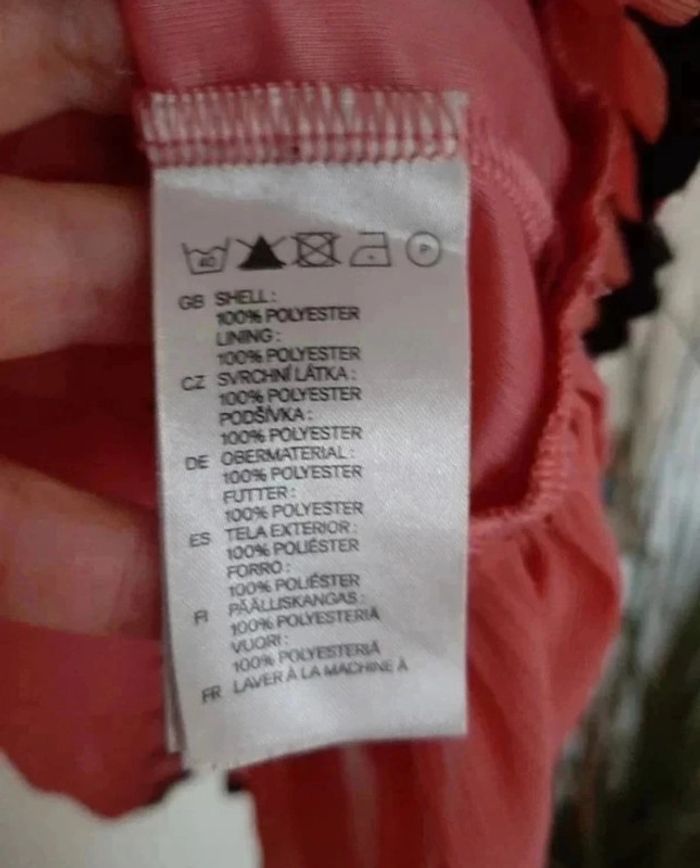 40 P
GB SHELL:
100% POLYESTER
LINING:
100% POLYESTER
CZ SVRCHNÍ LÁTKA:
100% POLYESTER
PODŠÍVKA:
100% POLYESTER
DE OBERMATERIAL:
100% POLYESTER
FUTTER:
100% POLYESTER
ES TELA EXTERIOR:
100% POLIÉSTER
FORRO:
100% POLIÉSTER
FI PÄÄLLISKANGAS:
100% POLYESTERIÄ
VUORI:
100% POLYESTERIÄ
FR LAVER À LA MACHINE À